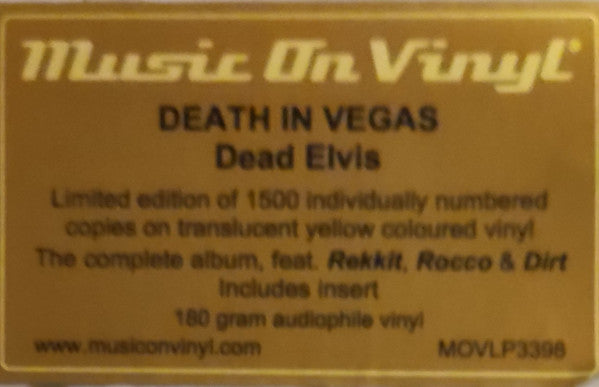 Music On Vinyl®
DEATH IN VEGAS
Dead Elvis
Limited edition of 1500 individually numbered
copies on translucent yellow coloured vinyl
The complete album, feat. Rekkit, Rocco & Dirt
Includes insert
180 gram audiophile vinyl
www.musiconvinyl.com MOVLP3398